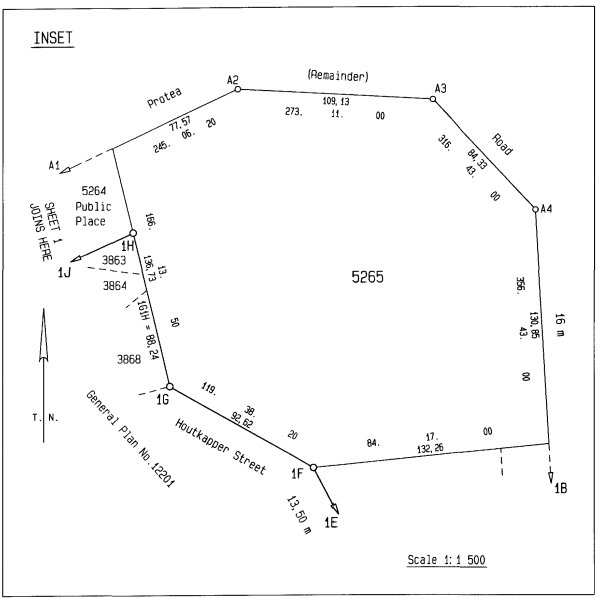 INSET
(Remainder)
A2
A3
Protea
109,13
273. 11. 00
77,57
245. 06. 20
Road
84,33
316. 43. 00
A1
A4
5264
Public
Place
SHEET 1
JOINS HERE
1H
1J
166. 13. 50
136,73
3863
3864
1G1H = 88,24
3868
5265
356. 43. 00
130,85
16 m
T. N.
1G
119. 38. 20
92,62
General Plan No. 12201
Houtkapper Street
84. 17. 00
132,26
1F
1B
13,50 m
1E
Scale 1:1 500